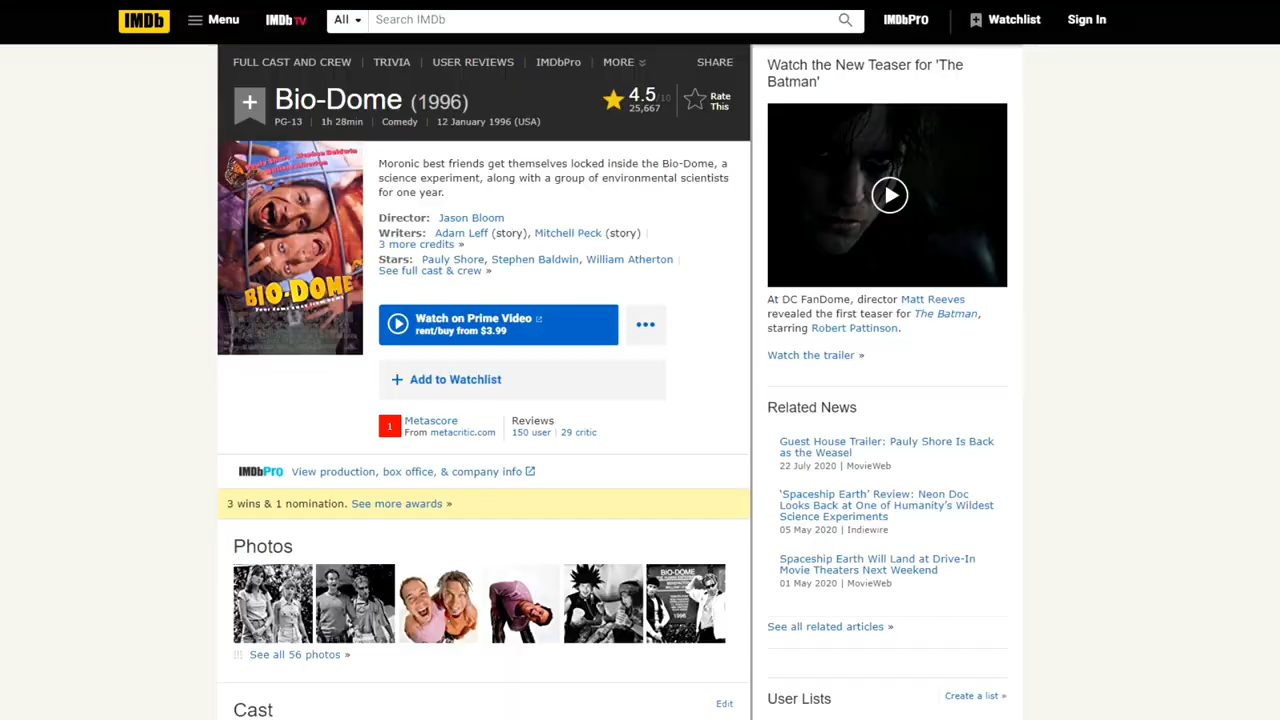 IMDb
Menu
IMDbTV
All
Search IMDb
IMDbPro
Watchlist
Sign In
FULL CAST AND CREW
TRIVIA
USER REVIEWS
IMDbPro
MORE
SHARE
Bio-Dome (1996)
4.5/10
25,667
Rate
This
PG-13 | 1h 28min | Comedy | 12 January 1996 (USA)
BIO-DOME
Moronic best friends get themselves locked inside the Bio-Dome, a
science experiment, along with a group of environmental scientists
for one year.
Director: Jason Bloom
Writers: Adam Leff (story), Mitchell Peck (story) |
3 more credits »
Stars: Pauly Shore, Stephen Baldwin, William Atherton |
See full cast & crew »
Watch on Prime Video
rent/buy from $3.99
+ Add to Watchlist
1
Metascore
From metacritic.com
Reviews
150 user | 29 critic
IMDbPro View production, box office, & company info
3 wins & 1 nomination. See more awards »
Photos
BIO-DOME
See all 56 photos »
Cast
Edit
Watch the New Teaser for 'The
Batman'
At DC FanDome, director Matt Reeves
revealed the first teaser for The Batman,
starring Robert Pattinson.
Watch the trailer »
Related News
Guest House Trailer: Pauly Shore Is Back
as the Weasel
22 July 2020 | MovieWeb
‘Spaceship Earth’ Review: Neon Doc
Looks Back at One of Humanity’s Wildest
Science Experiments
05 May 2020 | Indiewire
Spaceship Earth Will Land at Drive-In
Movie Theaters Next Weekend
01 May 2020 | MovieWeb
See all related articles »
User Lists
Create a list »